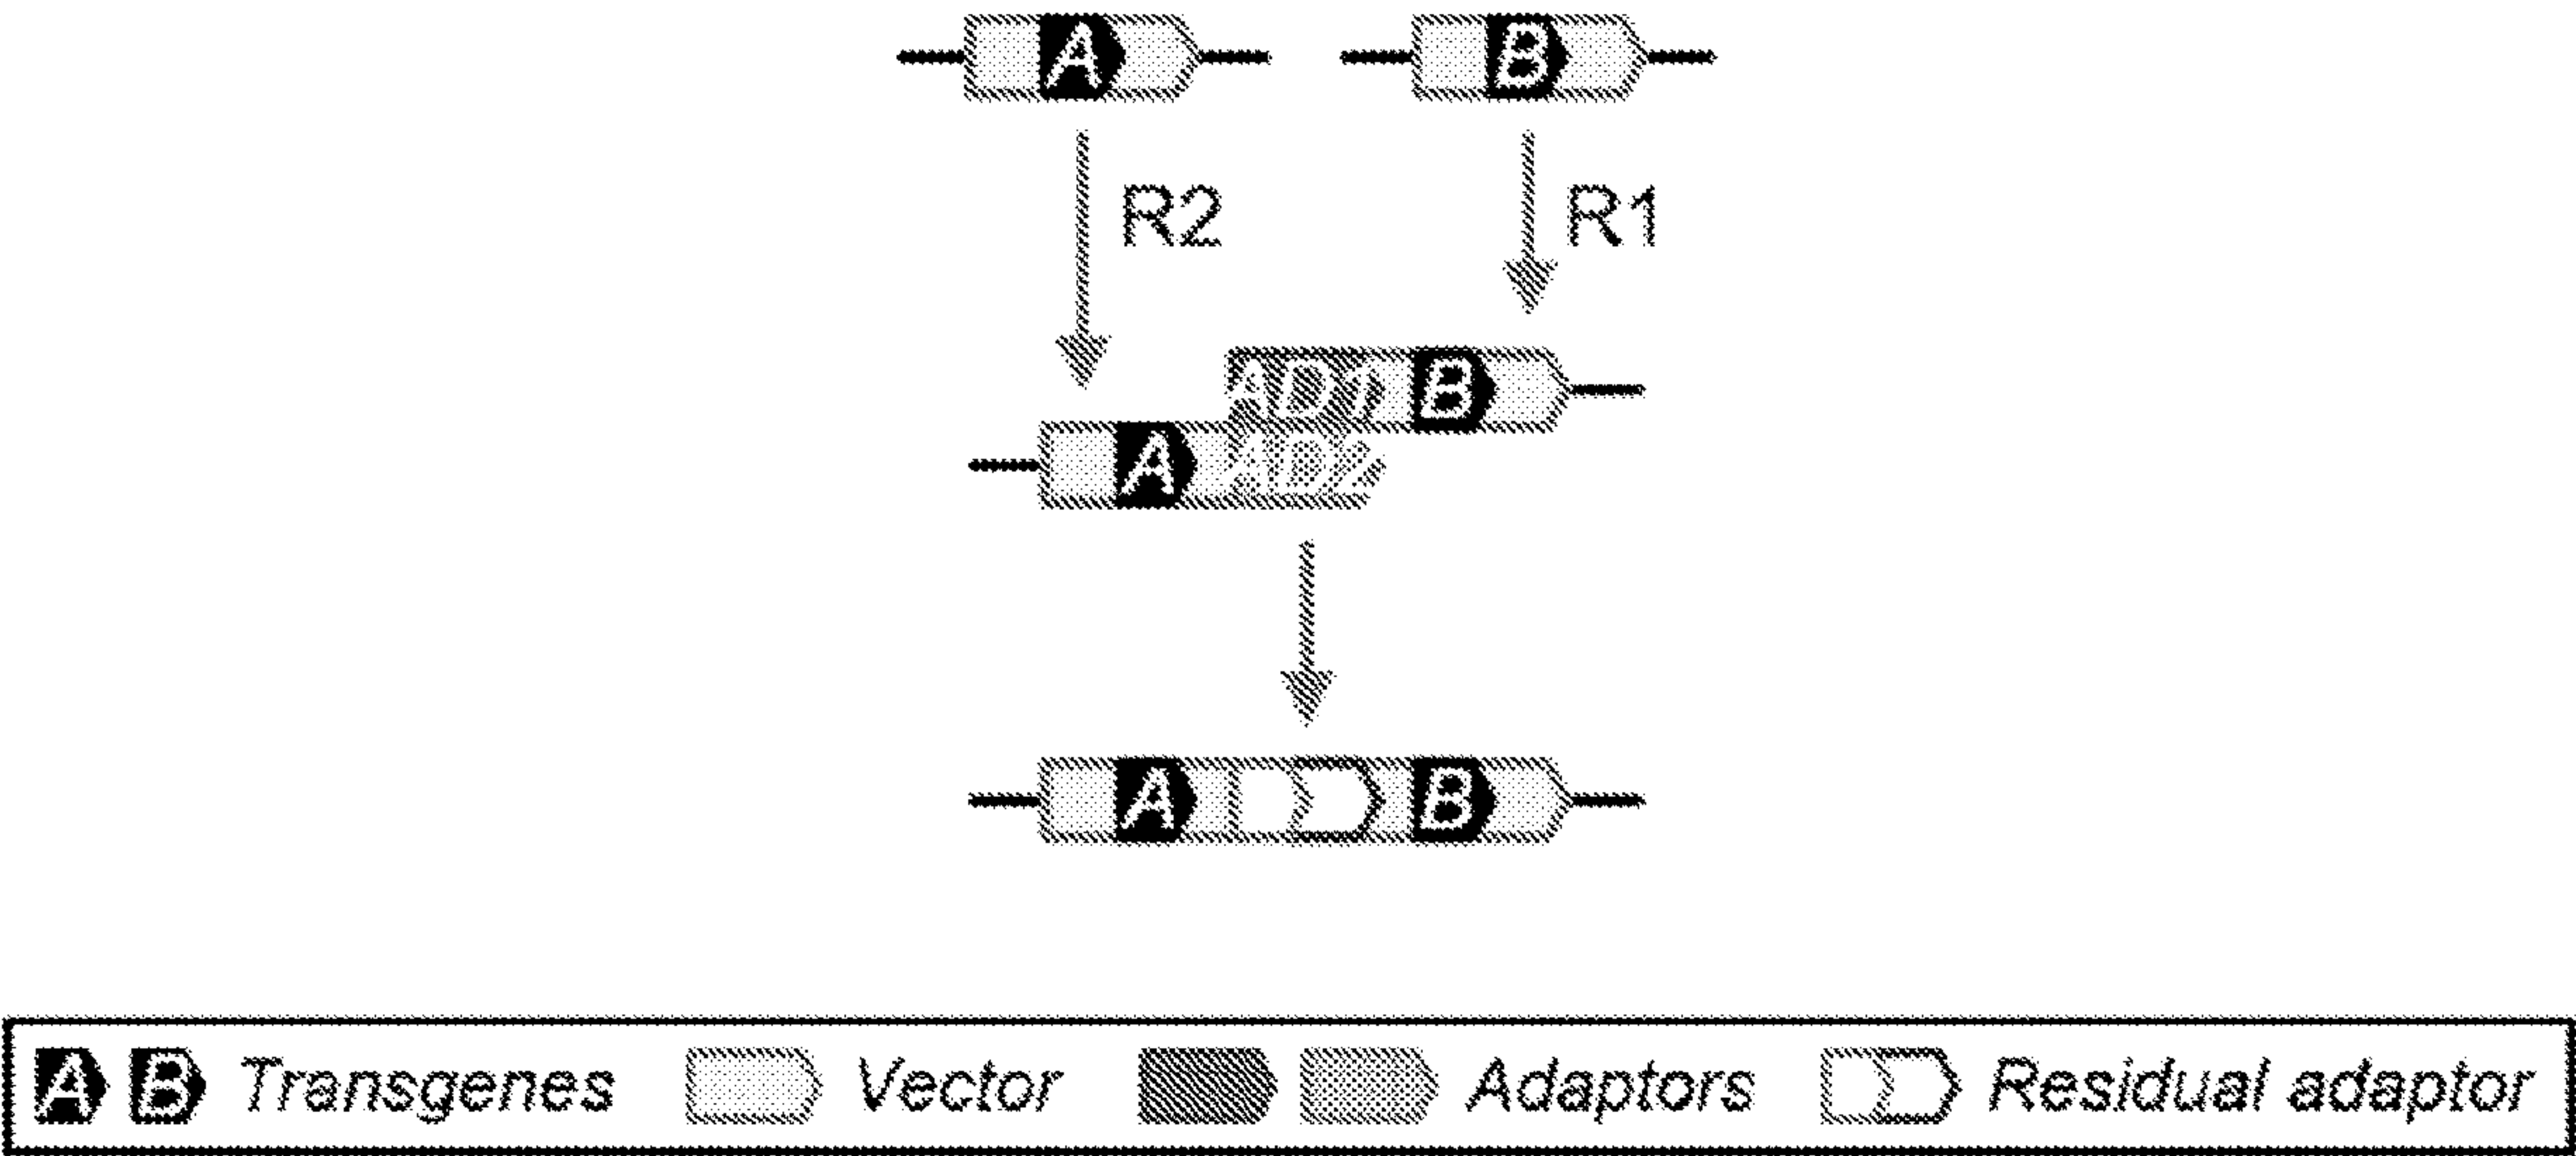 A B
R2 R1
AD1 B
A AD2
A B
A B Transgenes Vector Adaptors Residual adaptor